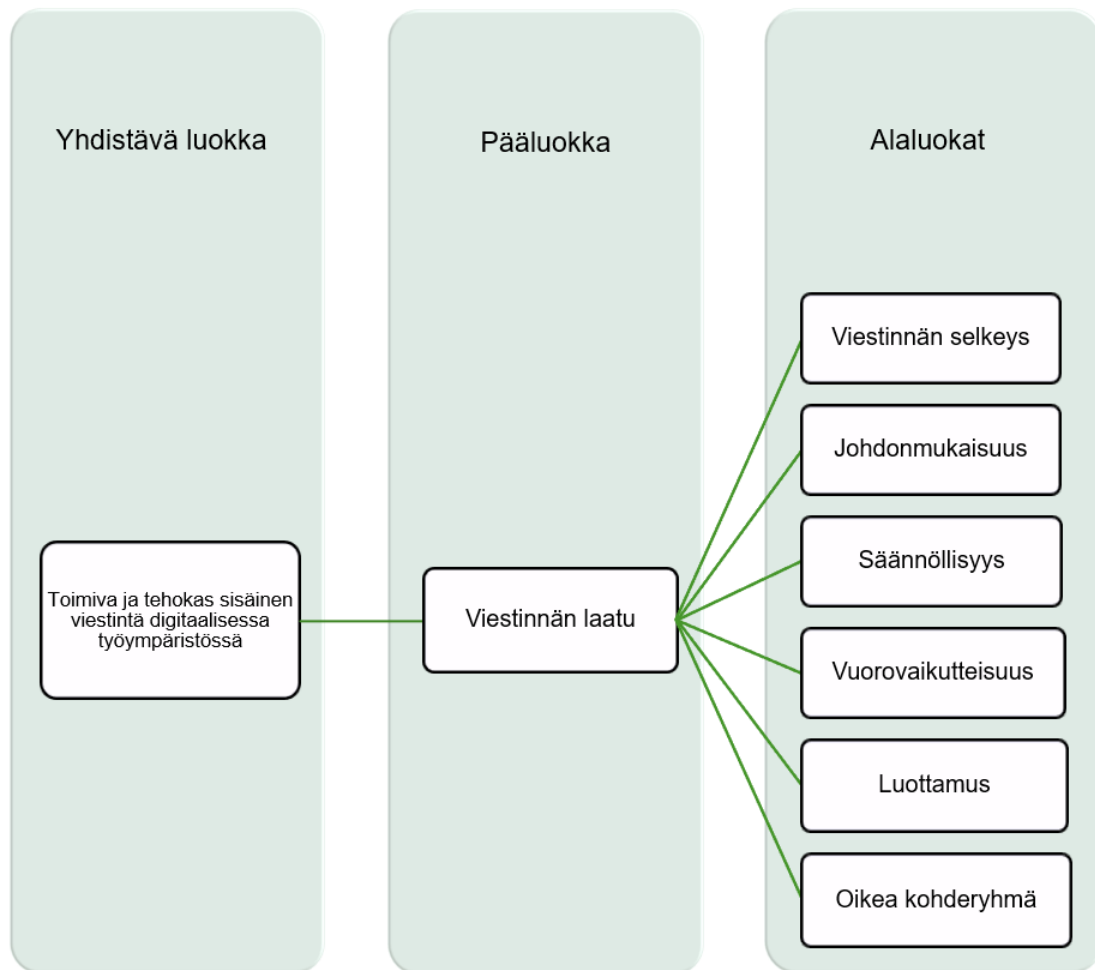 Yhdistävä luokka
Pääluokka
Alaluokat
Toimiva ja tehokas sisäinen
viestintä digitaalisessa
työympäristössä
Viestinnän laatu
Viestinnän selkeys
Johdonmukaisuus
Säännöllisyys
Vuorovaikutteisuus
Luottamus
Oikea kohderyhmä